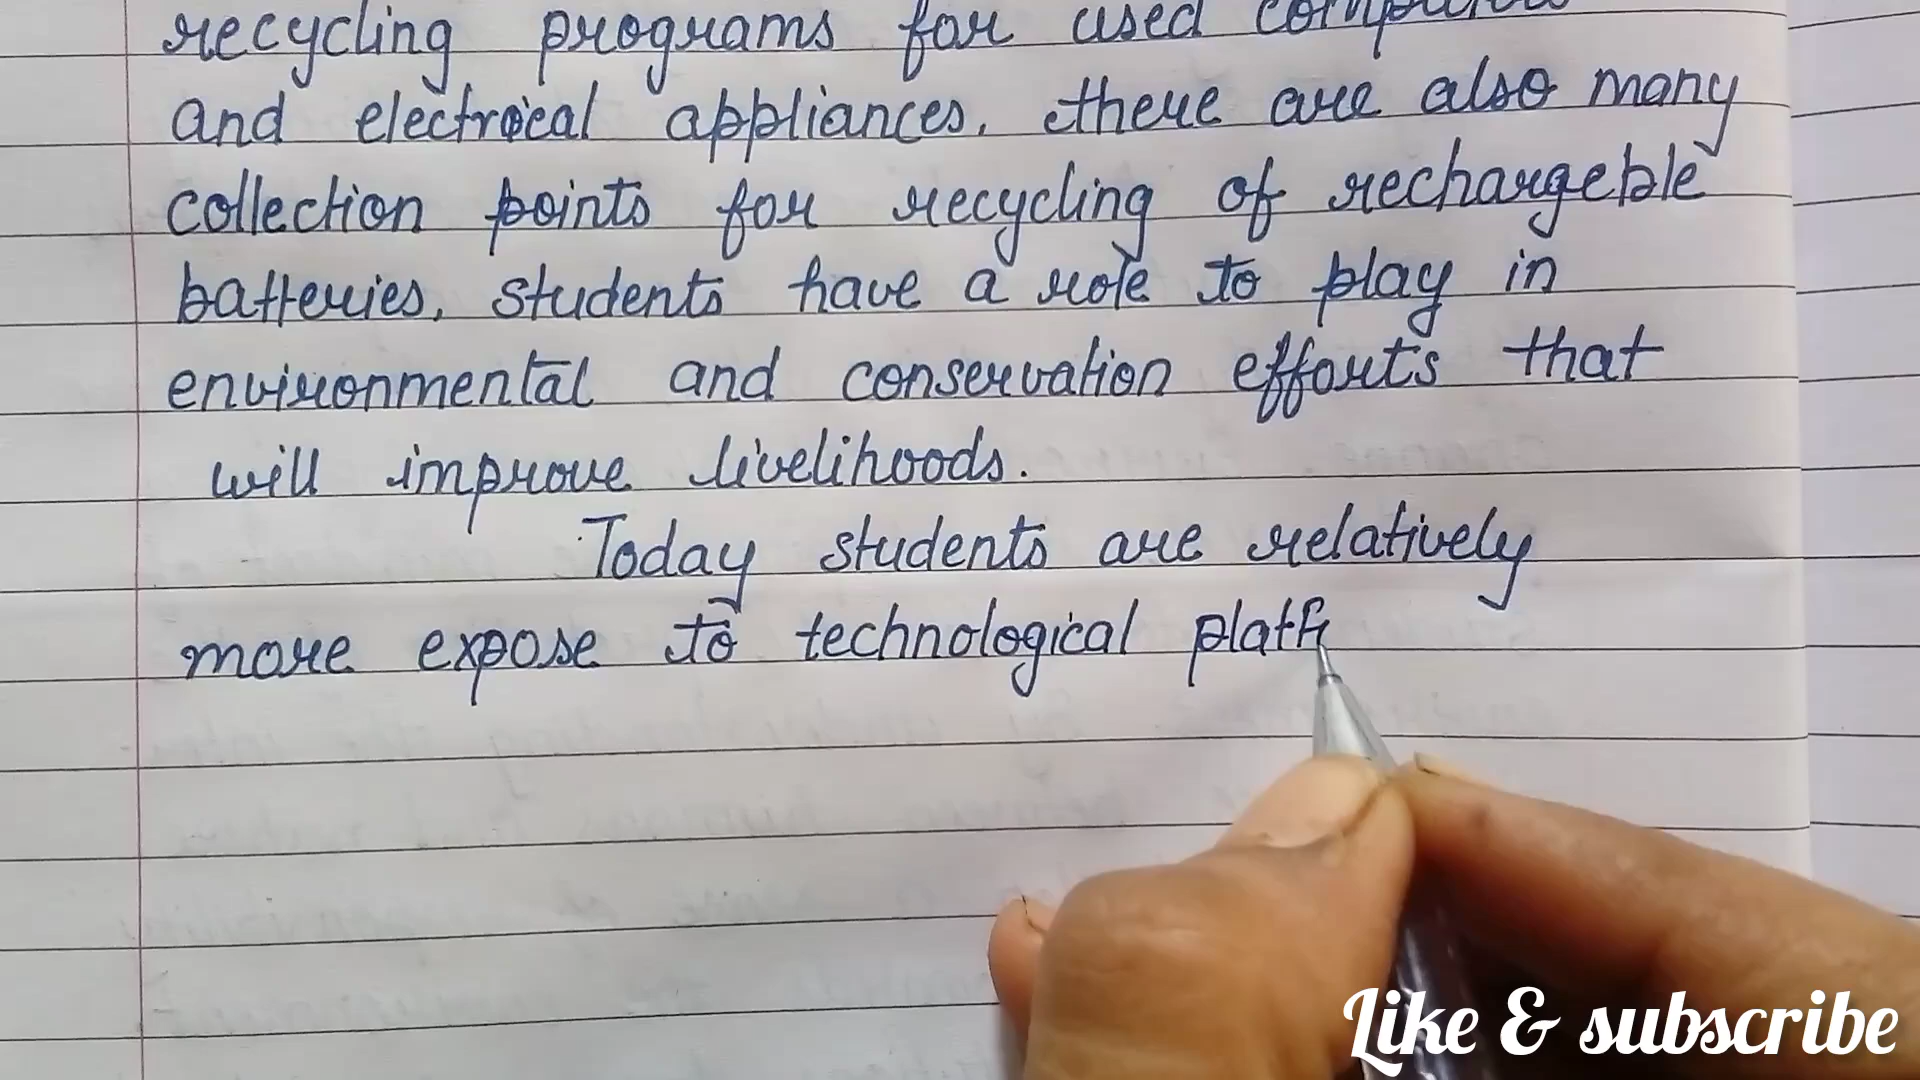 recycling programs for used
and electrical appliances. there are also many
collection points for recycling of rechargeble
batteries. students have a role to play in
environmental and conservation efforts that
will improve livelihoods.
Today students are relatively
more expose to technological platf
Like & subscribe